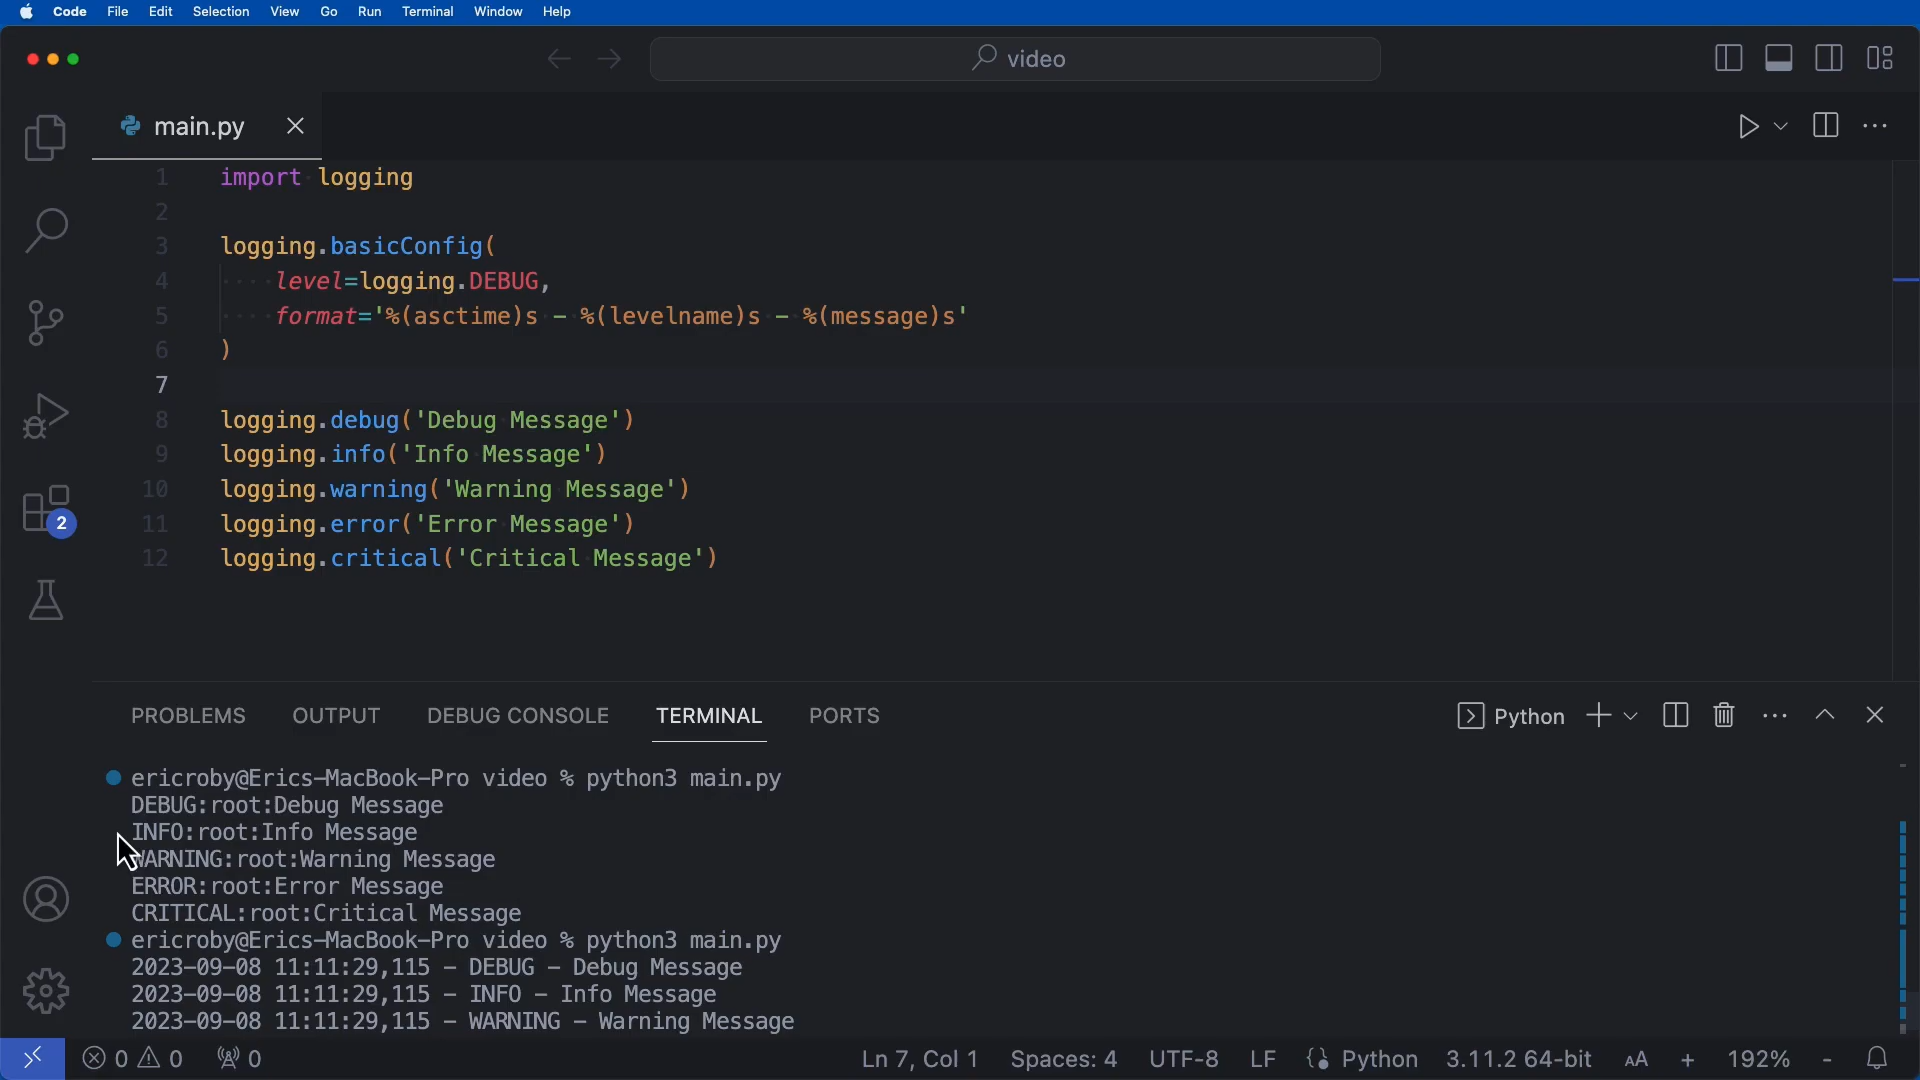 Code File Edit Selection View Go Run Terminal Window Help
video
main.py
1 import logging
2
3 logging.basicConfig(
4 level=logging.DEBUG,
5 format='%(asctime)s - %(levelname)s - %(message)s'
6 )
7
8 logging.debug('Debug Message')
9 logging.info('Info Message')
10 logging.warning('Warning Message')
11 logging.error('Error Message')
12 logging.critical('Critical Message')
2
PROBLEMS OUTPUT DEBUG CONSOLE TERMINAL PORTS Python
ericroby@Erics-MacBook-Pro video % python3 main.py
DEBUG:root:Debug Message
INFO:root:Info Message
WARNING:root:Warning Message
ERROR:root:Error Message
CRITICAL:root:Critical Message
ericroby@Erics-MacBook-Pro video % python3 main.py
2023-09-08 11:11:29,115 - DEBUG - Debug Message
2023-09-08 11:11:29,115 - INFO - Info Message
2023-09-08 11:11:29,115 - WARNING - Warning Message
0 0 0 Ln 7, Col 1 Spaces: 4 UTF-8 LF Python 3.11.2 64-bit AA + 192% -